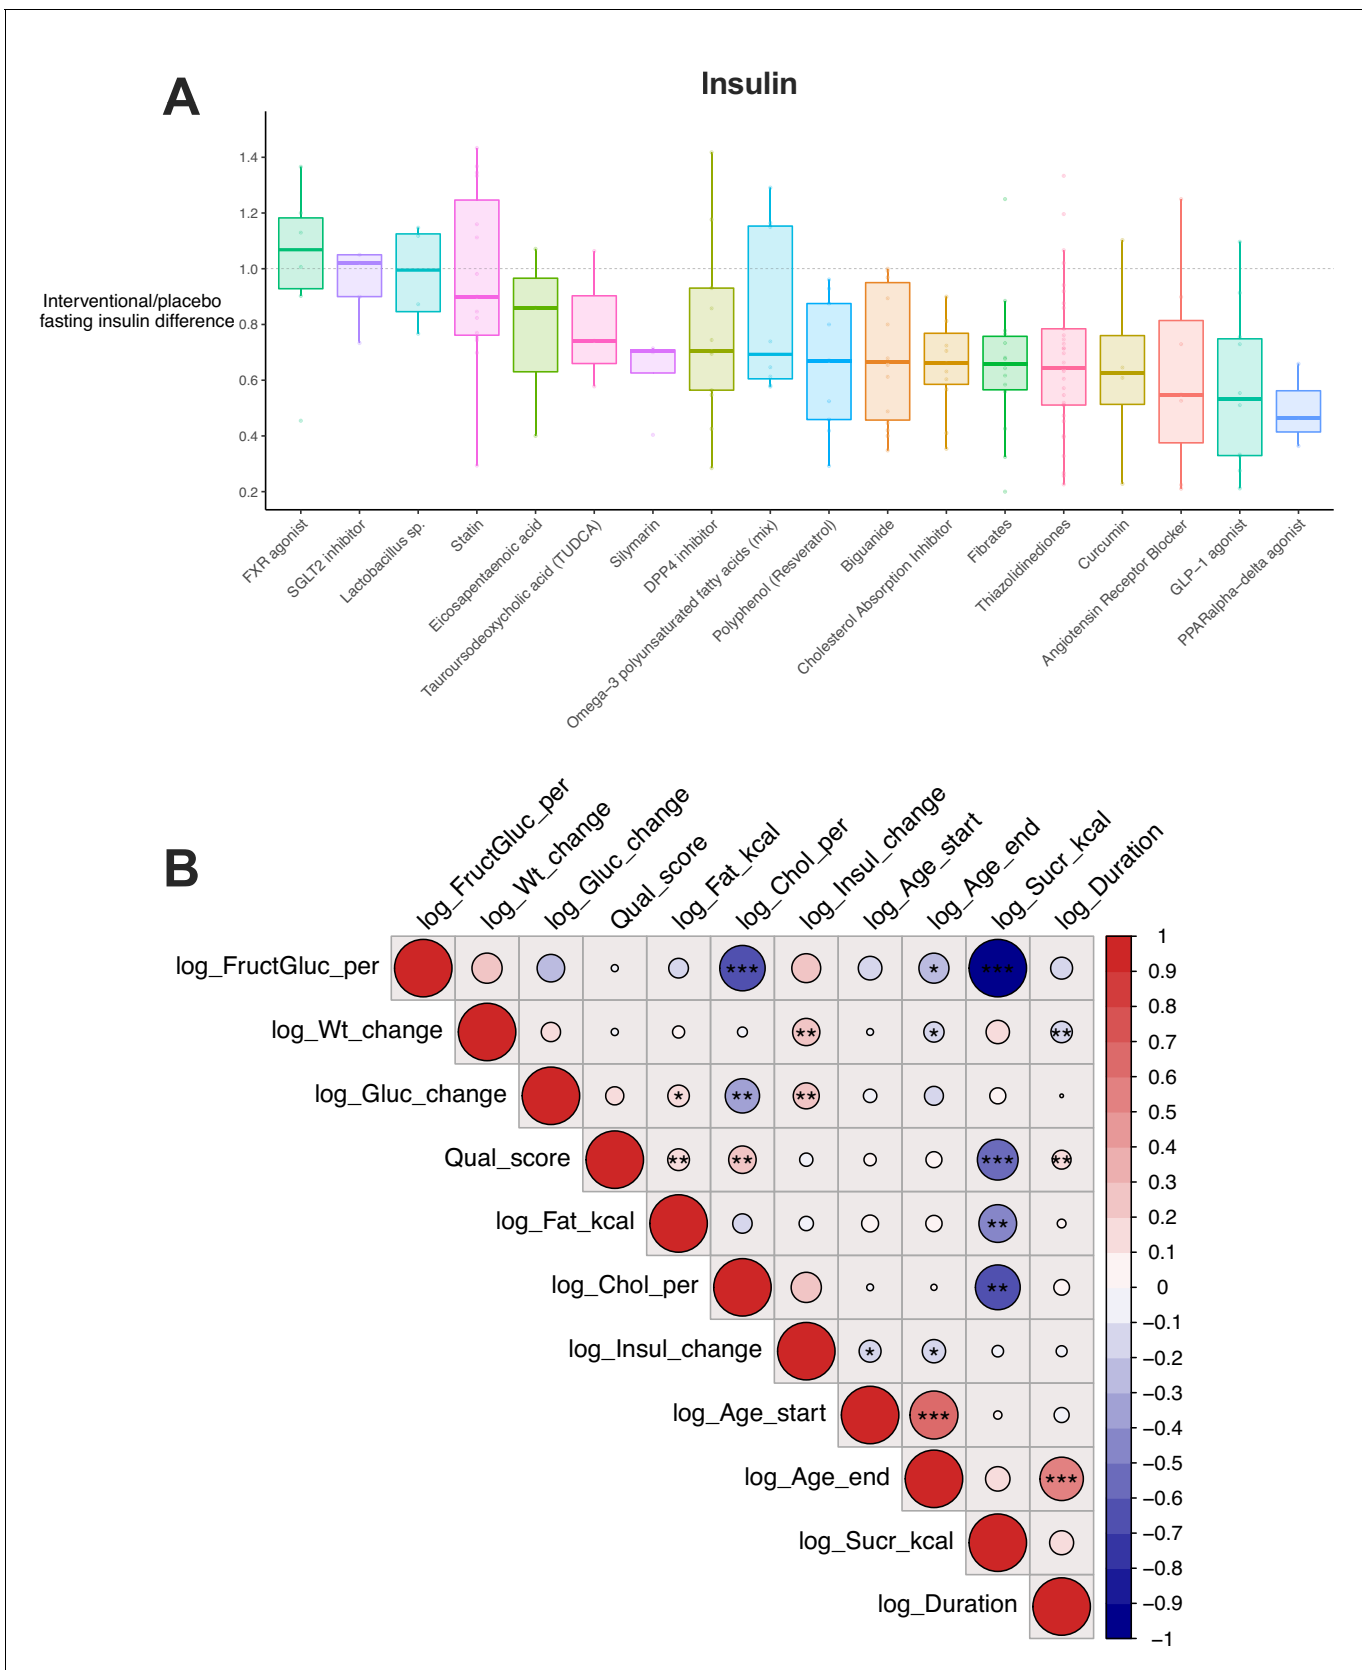 A
Insulin
1.4
1.2
1.0
0.8
0.6
0.4
0.2
Interventional/placebo
fasting insulin difference
FXR agonist
SGLT2 inhibitor
Lactobacillus sp.
Statin
Eicosapentaenoic acid
Tauroursodeoxycholic acid (TUDCA)
Silymarin
DPP4 inhibitor
Omega−3 polyunsaturated fatty acids (mix)
Polyphenol (Resveratrol)
Biguanide
Cholesterol Absorption Inhibitor
Fibrates
Thiazolidinediones
Curcumin
Angiotensin Receptor Blocker
GLP−1 agonist
PPARalpha−delta agonist
B
log_FructGluc_per
log_Wt_change
log_Gluc_change
Qual_score
log_Fat_kcal
log_Chol_per
log_Insul_change
log_Age_start
log_Age_end
log_Sucr_kcal
log_Duration
log_FructGluc_per *** * ***
log_Wt_change ** * **
log_Gluc_change * ** **
Qual_score ** ** *** **
log_Fat_kcal **
log_Chol_per **
log_Insul_change * *
log_Age_start ***
log_Age_end ***
log_Sucr_kcal
log_Duration
1
0.9
0.8
0.7
0.6
0.5
0.4
0.3
0.2
0.1
0
−0.1
−0.2
−0.3
−0.4
−0.5
−0.6
−0.7
−0.8
−0.9
−1